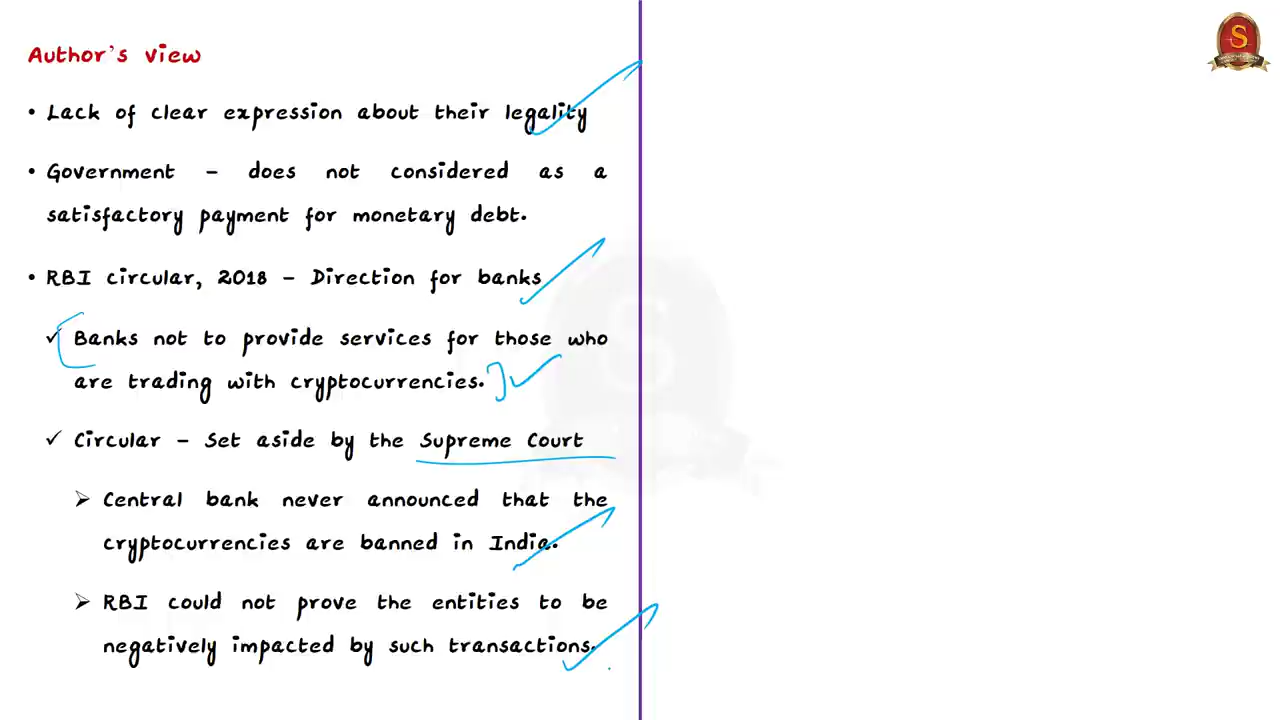 Author's view
• Lack of clear expression about their legality
• Government - does not considered as a
satisfactory payment for monetary debt.
• RBI circular, 2018 - Direction for banks
✓ Banks not to provide services for those who
are trading with cryptocurrencies.
✓ Circular - Set aside by the Supreme Court
➢ Central bank never announced that the
cryptocurrencies are banned in India.
➢ RBI could not prove the entities to be
negatively impacted by such transactions.
S